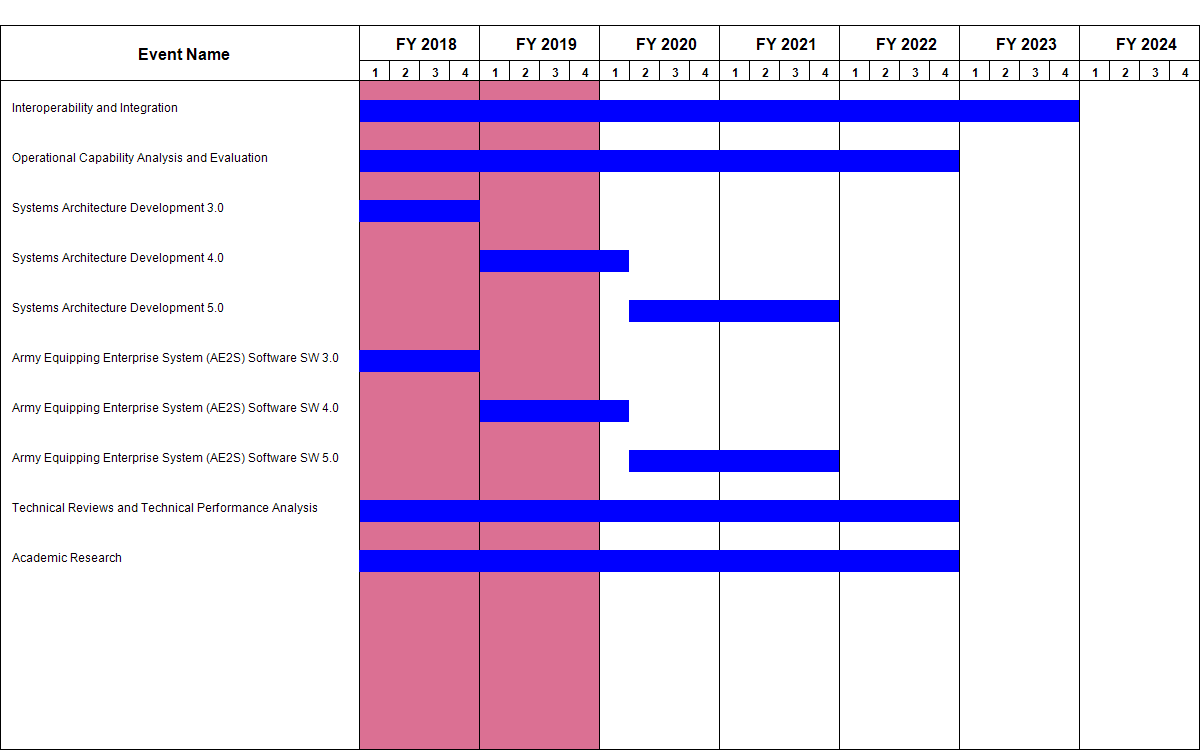 Event Name
FY 2018 FY 2019 FY 2020 FY 2021 FY 2022 FY 2023 FY 2024
1 2 3 4 1 2 3 4 1 2 3 4 1 2 3 4 1 2 3 4 1 2 3 4 1 2 3 4
Interoperability and Integration
Operational Capability Analysis and Evaluation
Systems Architecture Development 3.0
Systems Architecture Development 4.0
Systems Architecture Development 5.0
Army Equipping Enterprise System (AE2S) Software SW 3.0
Army Equipping Enterprise System (AE2S) Software SW 4.0
Army Equipping Enterprise System (AE2S) Software SW 5.0
Technical Reviews and Technical Performance Analysis
Academic Research